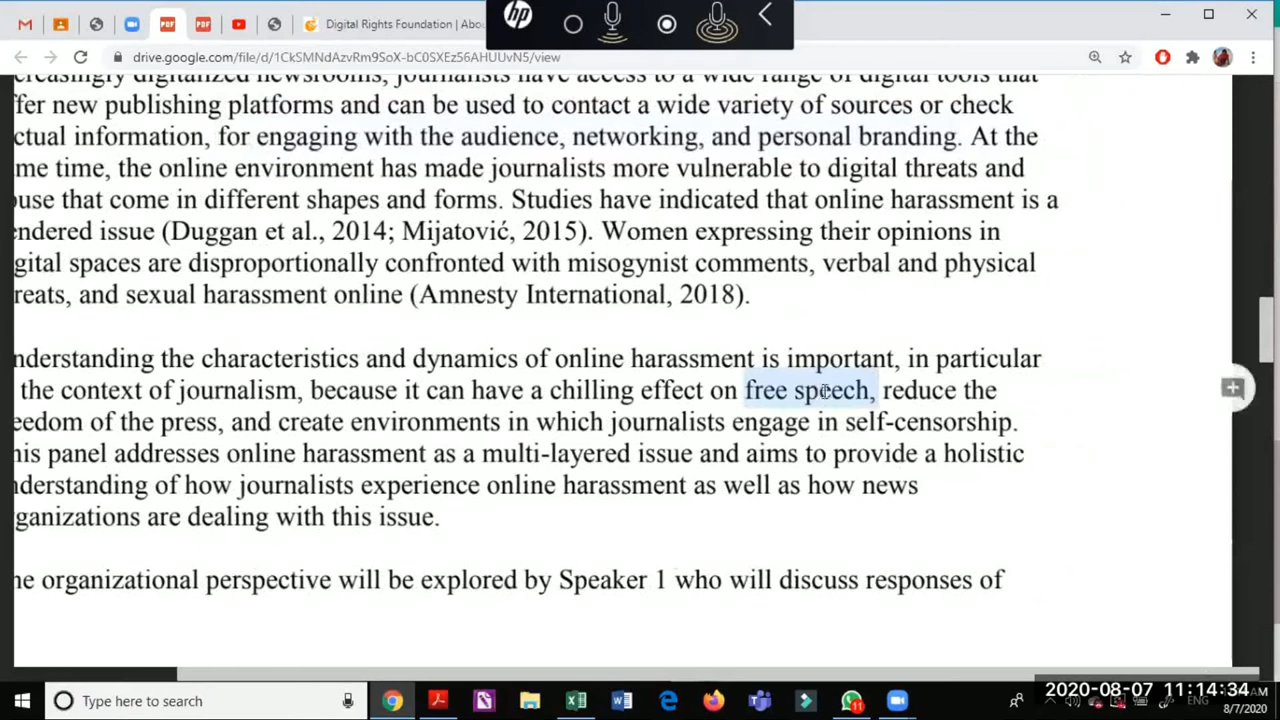 Digital Rights Foundation | Abo
drive.google.com/file/d/1CkSMNdAzvRm9SoX-bC0SXEz56AHUUvN5/view
creasingly digitalized newsrooms, journalists have access to a wide range of digital tools that
ffer new publishing platforms and can be used to contact a wide variety of sources or check
ctual information, for engaging with the audience, networking, and personal branding. At the
me time, the online environment has made journalists more vulnerable to digital threats and
ouse that come in different shapes and forms. Studies have indicated that online harassment is a
endered issue (Duggan et al., 2014; Mijatović, 2015). Women expressing their opinions in
gital spaces are disproportionally confronted with misogynist comments, verbal and physical
reats, and sexual harassment online (Amnesty International, 2018).
nderstanding the characteristics and dynamics of online harassment is important, in particular
the context of journalism, because it can have a chilling effect on free speech, reduce the
eedom of the press, and create environments in which journalists engage in self-censorship.
his panel addresses online harassment as a multi-layered issue and aims to provide a holistic
nderstanding of how journalists experience online harassment as well as how news
ganizations are dealing with this issue.
he organizational perspective will be explored by Speaker 1 who will discuss responses of
Type here to search
2020-08-07 11:14:34
ENG
8/7/2020